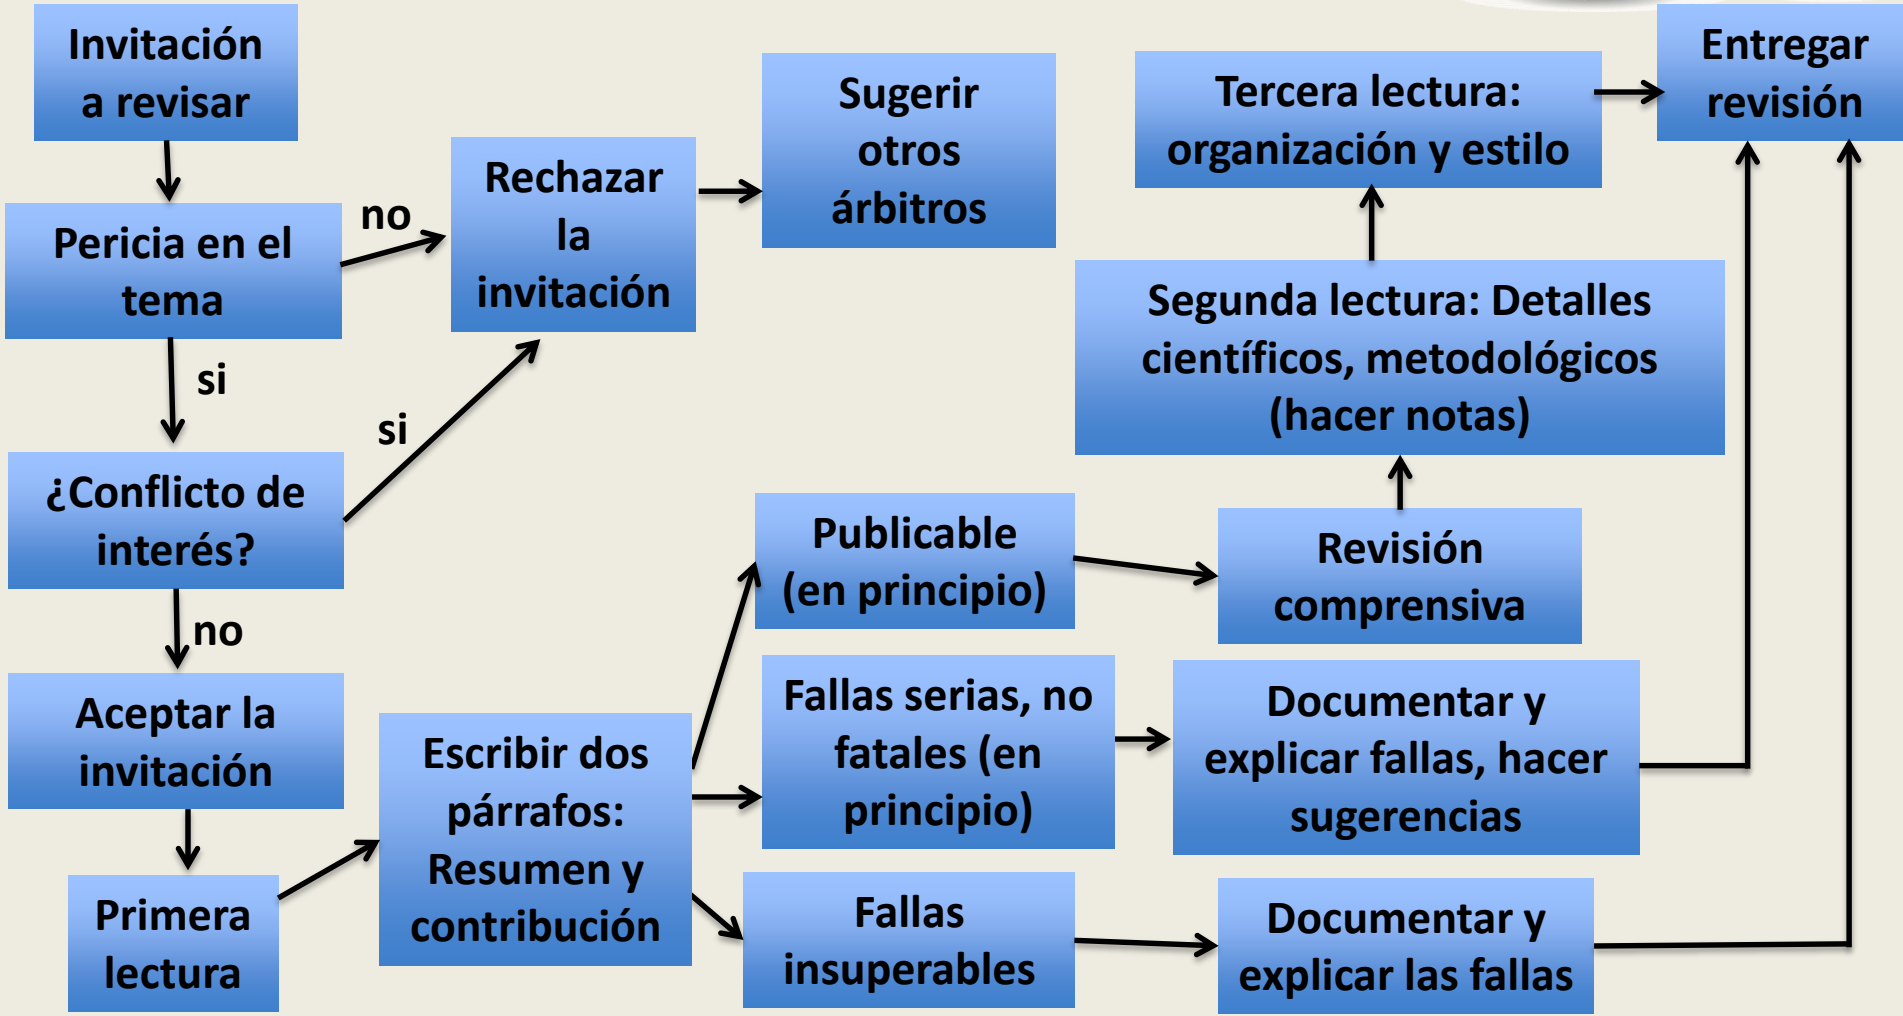 Invitación
a revisar
Pericia en el
tema
no
si
¿Conflicto de
interés?
si
no
Rechazar
la
invitación
Sugerir
otros
árbitros
Aceptar la
invitación
Primera
lectura
Escribir dos
párrafos:
Resumen y
contribución
Publicable
(en principio)
Revisión
comprensiva
Segunda lectura: Detalles
científicos, metodológicos
(hacer notas)
Tercera lectura:
organización y estilo
Entregar
revisión
Fallas serias, no
fatales (en
principio)
Documentar y
explicar fallas, hacer
sugerencias
Fallas
insuperables
Documentar y
explicar las fallas